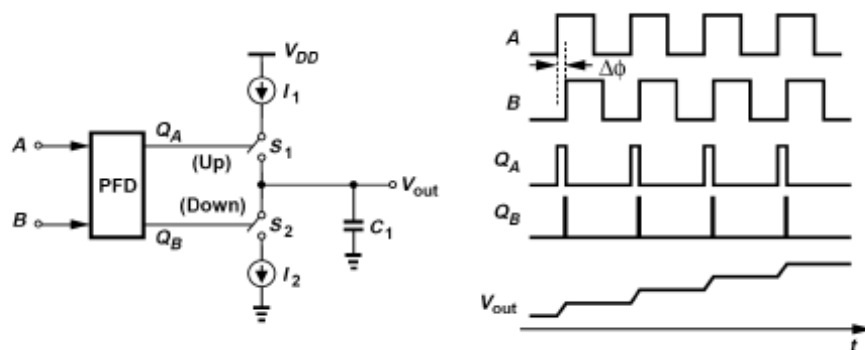 V_DD
I_1
A
Q_A
S_1
(Up)
PFD
V_out
(Down)
B
S_2
C_1
Q_B
I_2
A
Δϕ
B
Q_A
Q_B
V_out
t